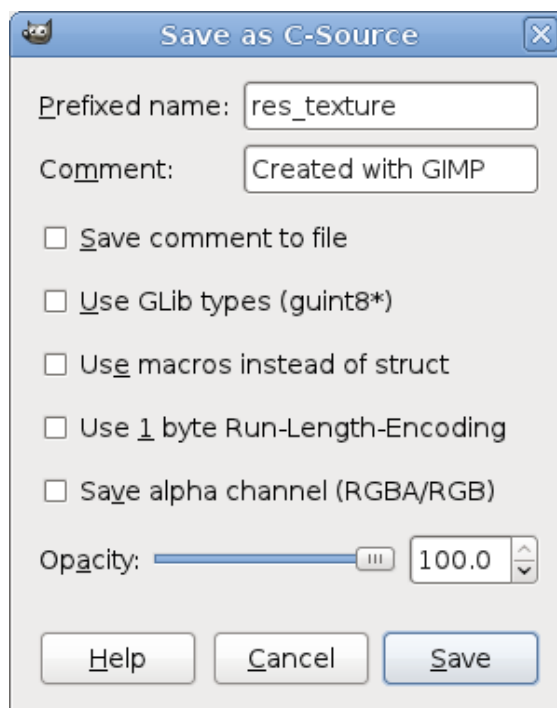 Save as C-Source
Prefixed name: res_texture
Comment: Created with GIMP
Save comment to file
Use GLib types (guint8*)
Use macros instead of struct
Use 1 byte Run-Length-Encoding
Save alpha channel (RGBA/RGB)
Opacity: 100.0
Help Cancel Save